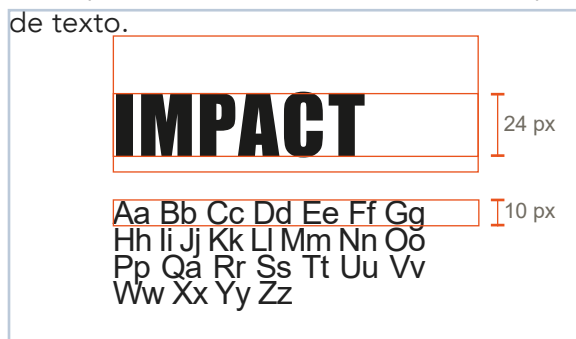 de texto.
IMPACT
24 px
Aa Bb Cc Dd Ee Ff Gg
10 px
Hh Ii Jj Kk Ll Mm Nn Oo
Pp Qa Rr Ss Tt Uu Vv
Ww Xx Yy Zz